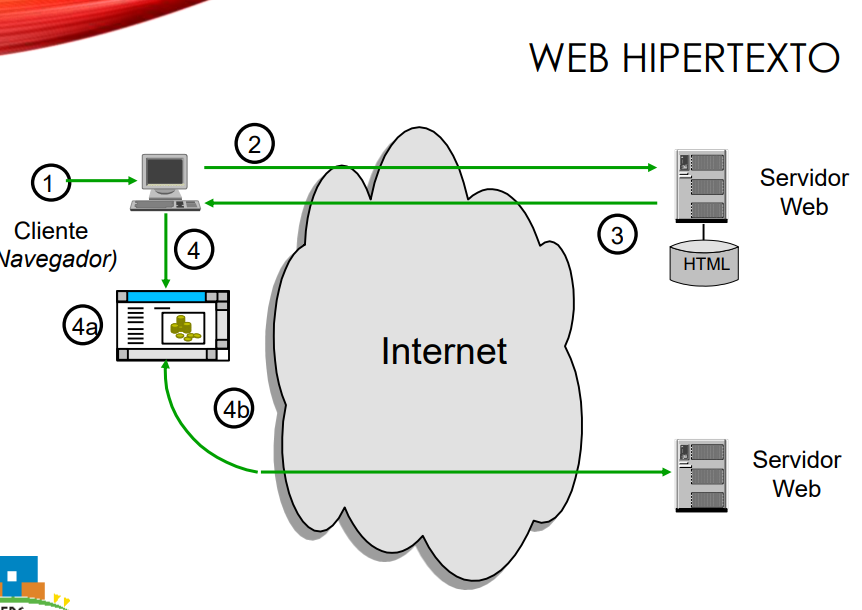 WEB HIPERTEXTO
2
1
Servidor
Web
Cliente
Navegador)
4
3
HTML
4a
Internet
4b
Servidor
Web